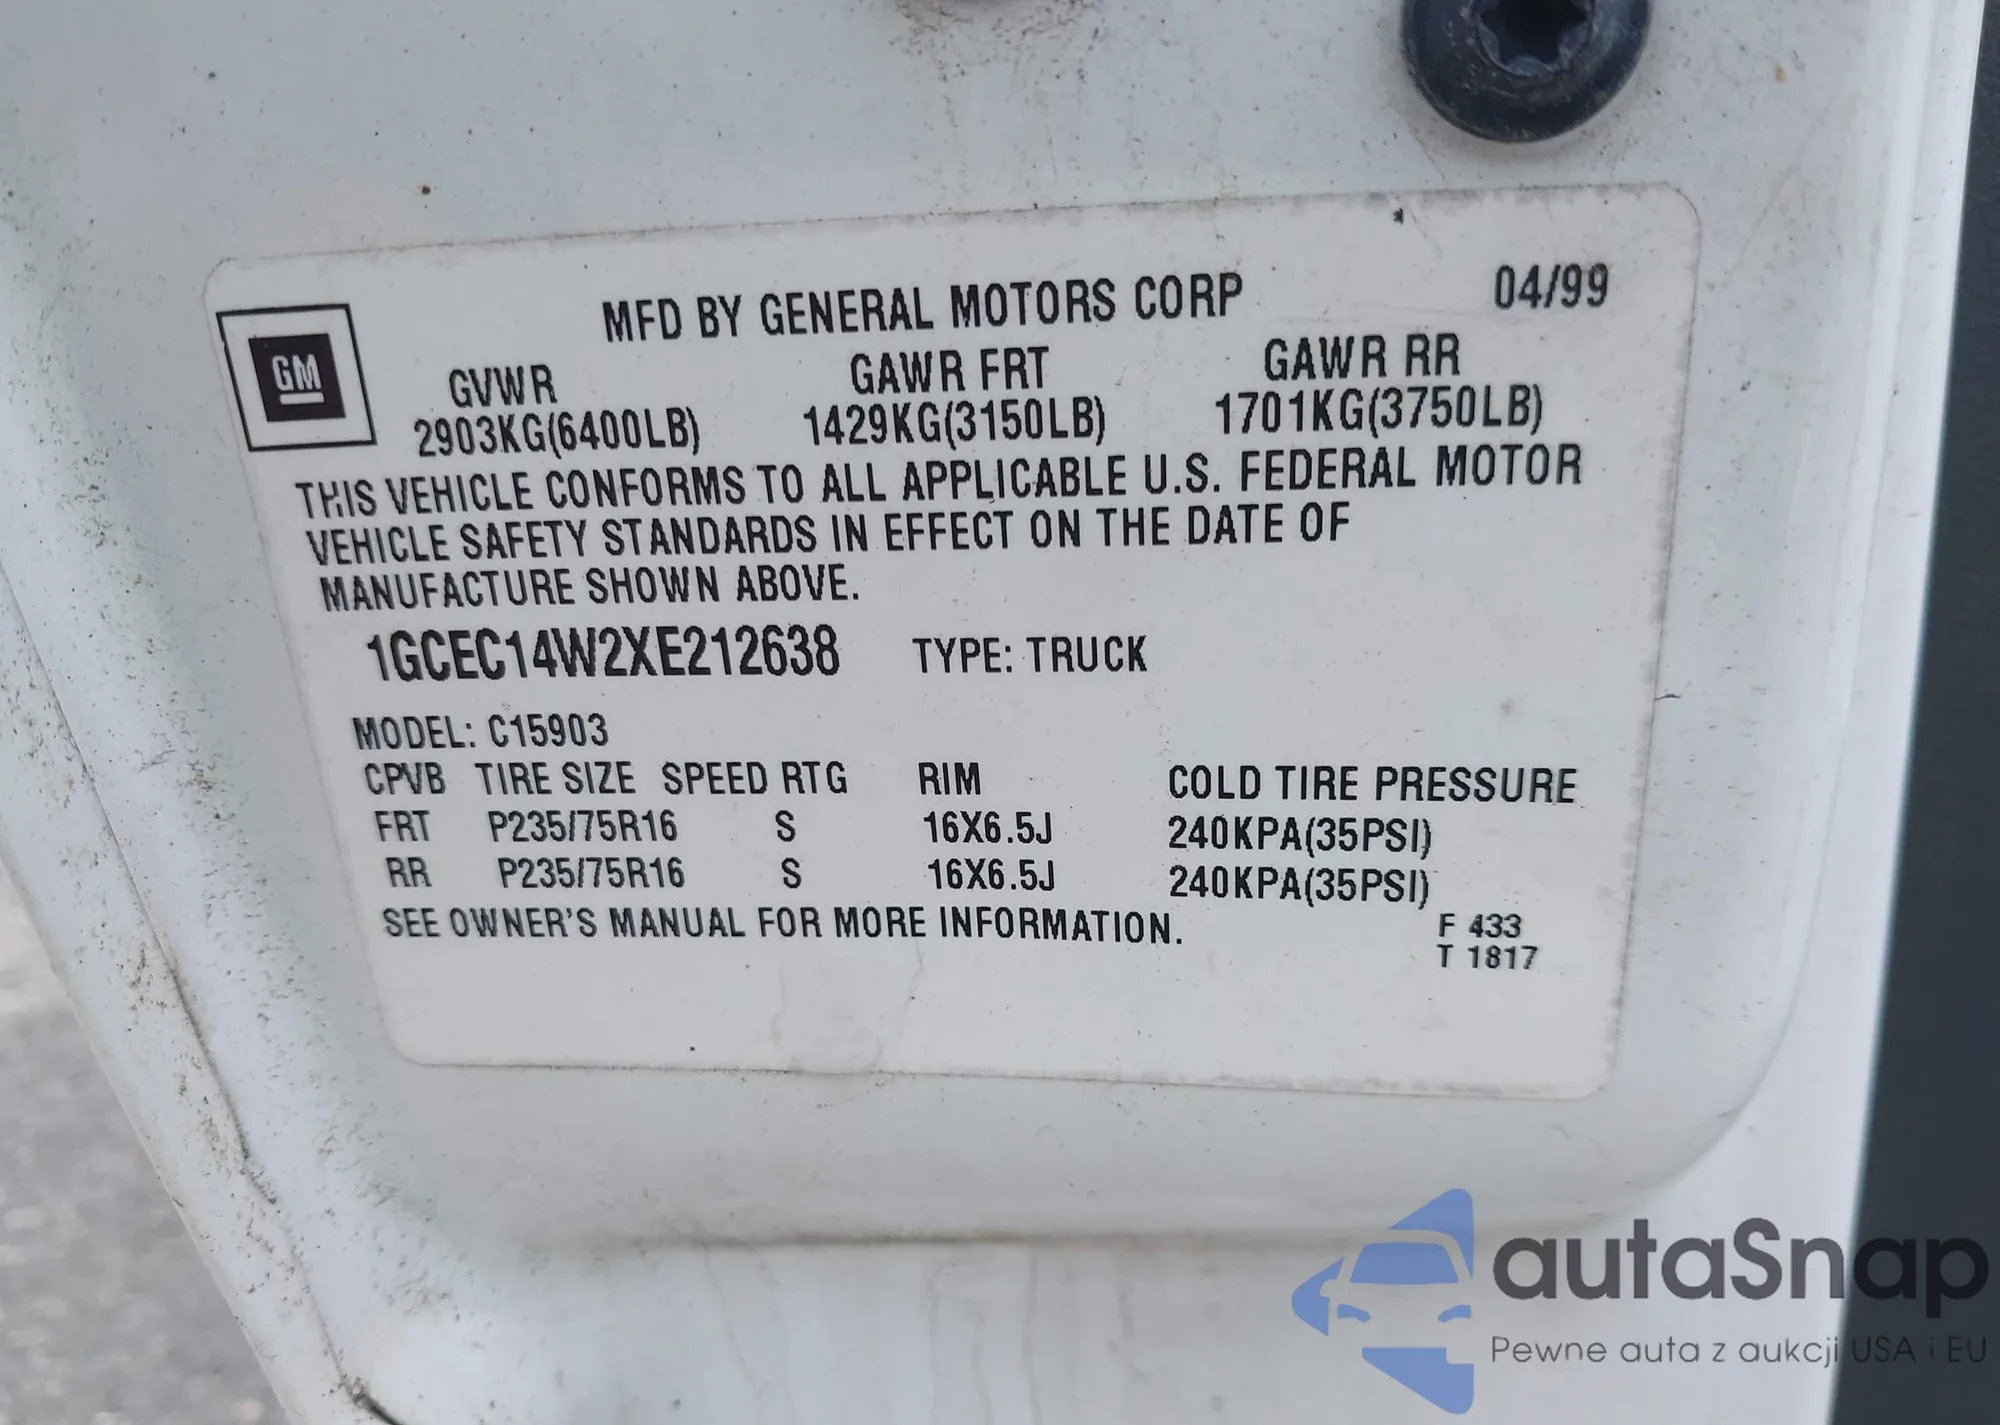 MFD BY GENERAL MOTORS CORP 04/99
GM
GVWR GAWR FRT GAWR RR
2903KG(6400LB) 1429KG(3150LB) 1701KG(3750LB)
THIS VEHICLE CONFORMS TO ALL APPLICABLE U.S. FEDERAL MOTOR
VEHICLE SAFETY STANDARDS IN EFFECT ON THE DATE OF
MANUFACTURE SHOWN ABOVE.
1GCEC14W2XE212638 TYPE: TRUCK
MODEL: C15903
CPVB TIRE SIZE SPEED RTG RIM COLD TIRE PRESSURE
FRT P235/75R16 S 16X6.5J 240KPA(35PSI)
RR P235/75R16 S 16X6.5J 240KPA(35PSI)
SEE OWNER'S MANUAL FOR MORE INFORMATION.
F 433
T 1817
autaSnap
Pewne auta z aukcji USA i EU